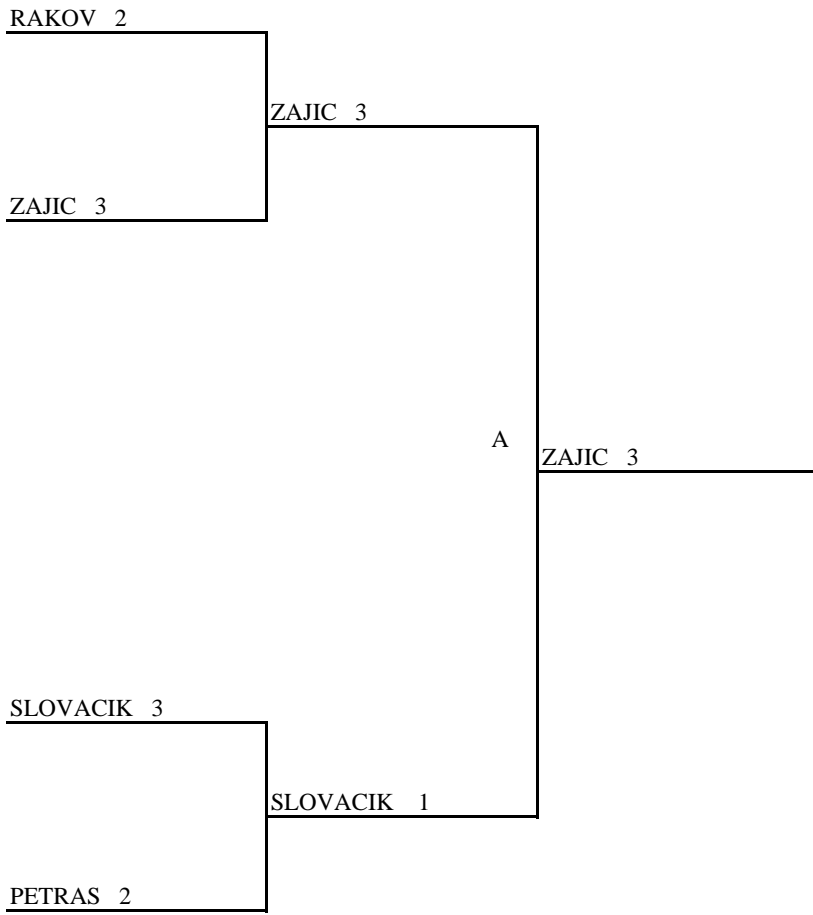 RAKOV 2
ZAJIC 3
ZAJIC 3
A
ZAJIC 3
SLOVACIK 3
SLOVACIK 1
PETRAS 2